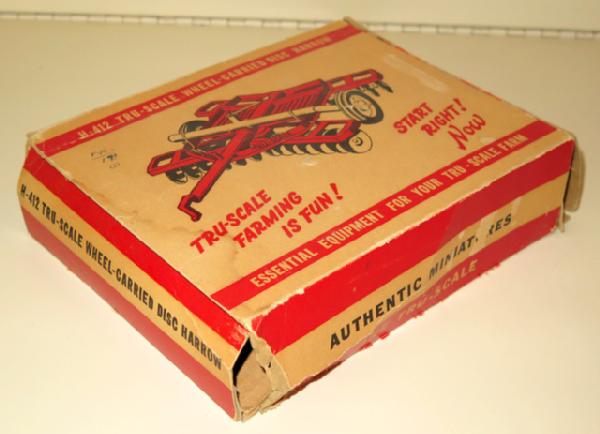 H-412 TRU-SCALE WHEEL-CARRIED DISC HARROW
START
RIGHT!
Now
TRU-SCALE
FARMING
IS FUN!
ESSENTIAL EQUIPMENT FOR YOUR TRU-SCALE FARM
H-412 TRU-SCALE WHEEL-CARRIED DISC HARROW
AUTHENTIC MINIATURES
TRU-SCALE